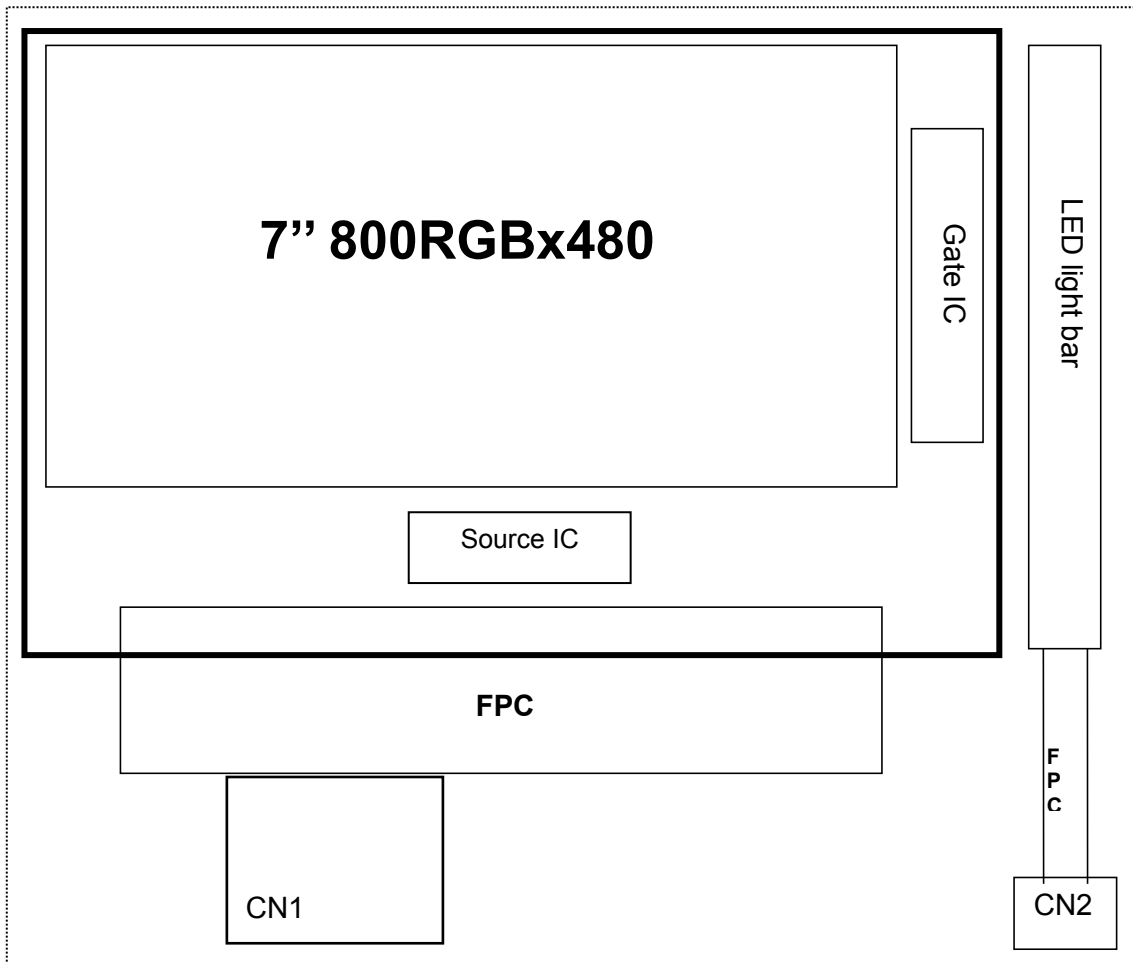 7’’ 800RGBx480
Gate IC
LED light bar
Source IC
FPC
F
P
C
CN1
CN2